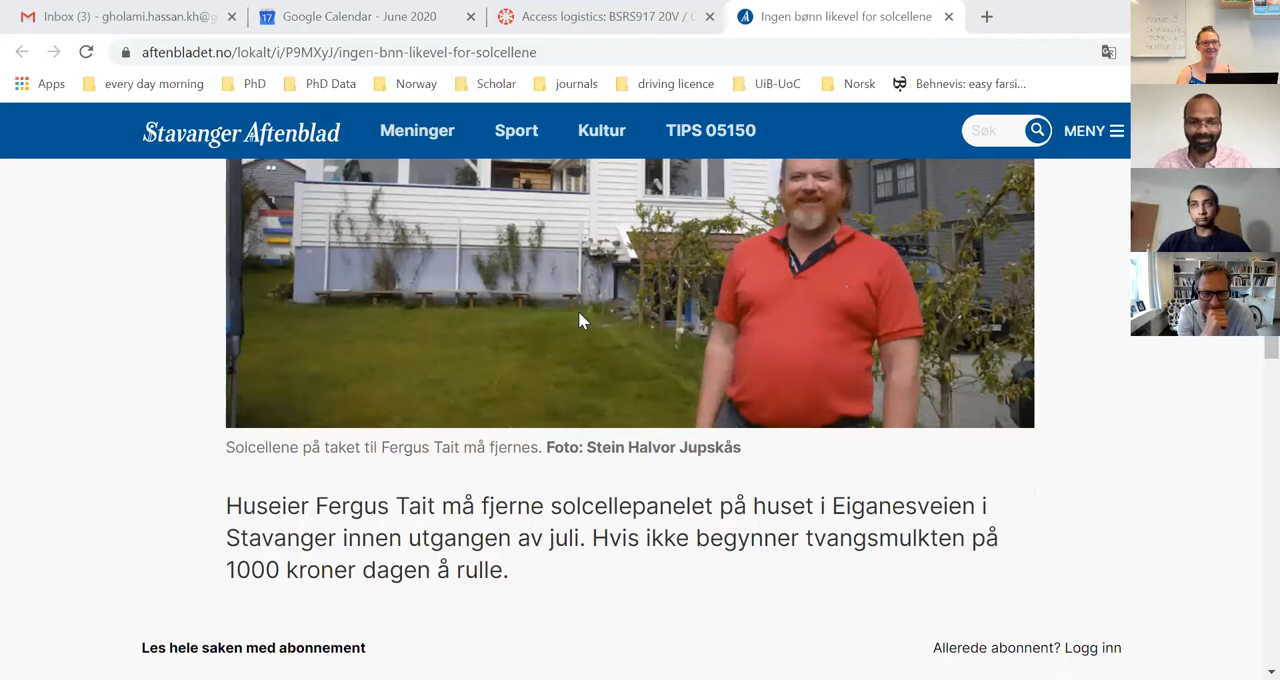 Inbox (3) - gholami.hassan.kh@g
Google Calendar - June 2020
Access logistics: BSRS917 20V / C
Ingen bønn likevel for solcellene
aftenbladet.no/lokalt/i/P9MXyJ/ingen-bnn-likevel-for-solcellene
Apps every day morning PhD PhD Data Norway Scholar journals driving licence UiB-UoC Norsk Behnevis: easy farsi...
Stavanger Aftenblad Meninger Sport Kultur TIPS 05150 Søk MENY
Solcellene på taket til Fergus Tait må fjernes. Foto: Stein Halvor Jupskås
Huseier Fergus Tait må fjerne solcellepanelet på huset i Eiganesveien i
Stavanger innen utgangen av juli. Hvis ikke begynner tvangsmulkten på
1000 kroner dagen å rulle.
Les hele saken med abonnement
Allerede abonnent? Logg inn